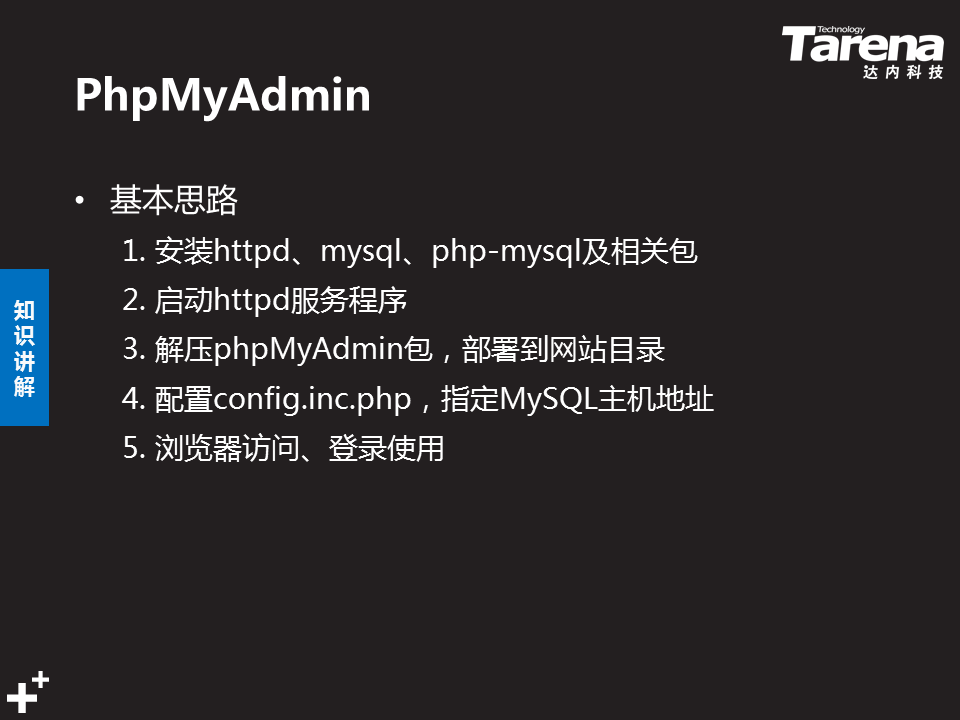 Technology
Tarena
达内科技
PhpMyAdmin
• 基本思路
1. 安装httpd、mysql、php-mysql及相关包
2. 启动httpd服务程序
3. 解压phpMyAdmin包，部署到网站目录
4. 配置config.inc.php，指定MySQL主机地址
5. 浏览器访问、登录使用
知
识
讲
解